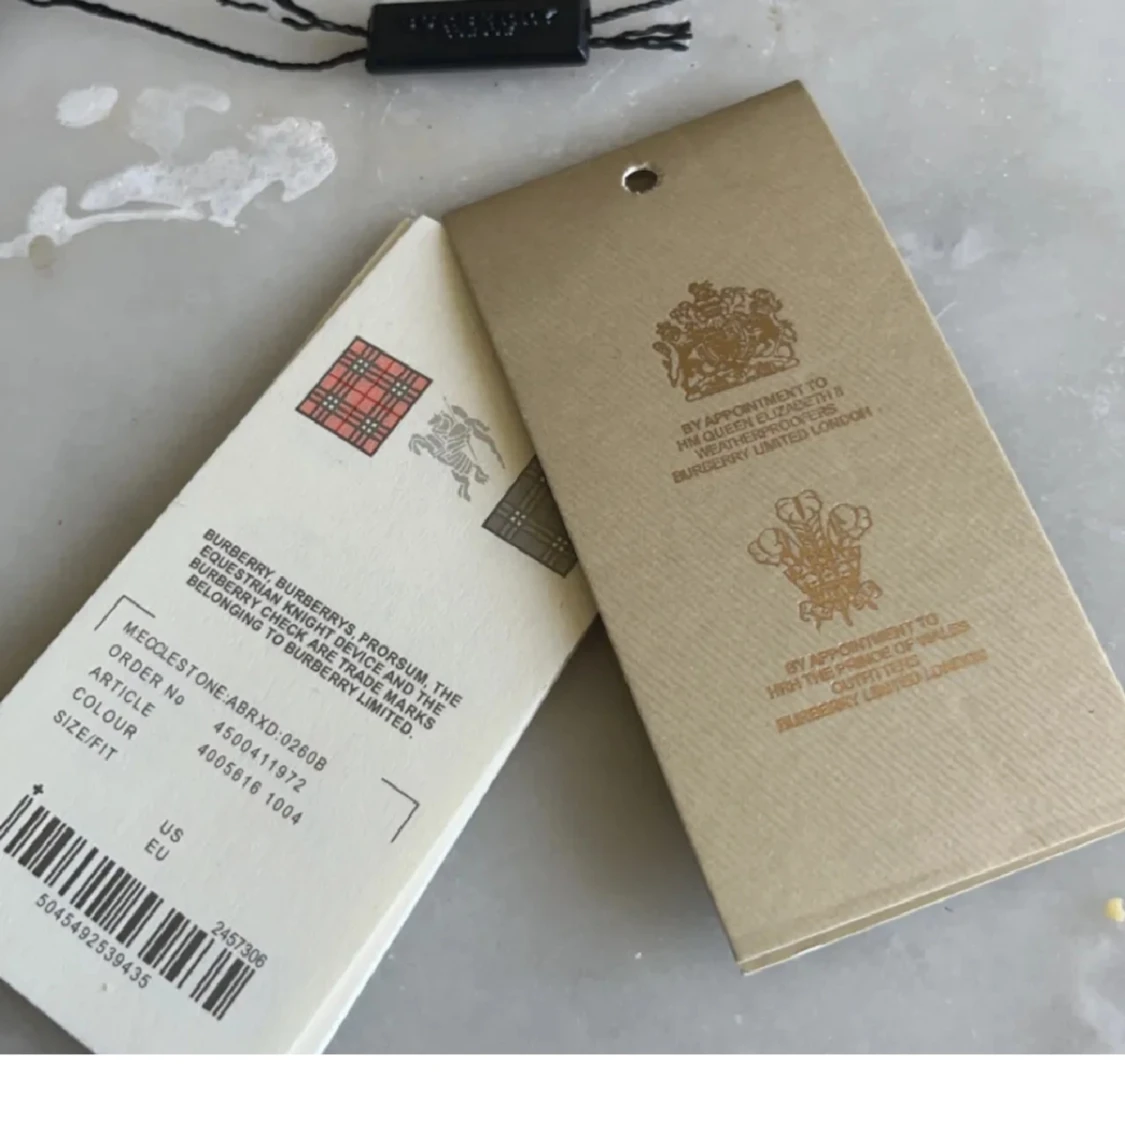 BURBERRY, BURBERRYS, PRORSUM, THE
EQUESTRIAN KNIGHT DEVICE AND THE
BURBERRY CHECK ARE TRADE MARKS
BELONGING TO BURBERRY LIMITED.
M.ECCLESTONE:ABRXD:0260B
ORDER No 4500411972
ARTICLE 4005616 1004
COLOUR
SIZE/FIT
US
EU
2457306
5045492539435
BY APPOINTMENT TO
HM QUEEN ELIZABETH II
WEATHERPROOFERS
BURBERRY LIMITED LONDON
BY APPOINTMENT TO
HRH THE PRINCE OF WALES
OUTFITTERS
BURBERRY LIMITED LONDON